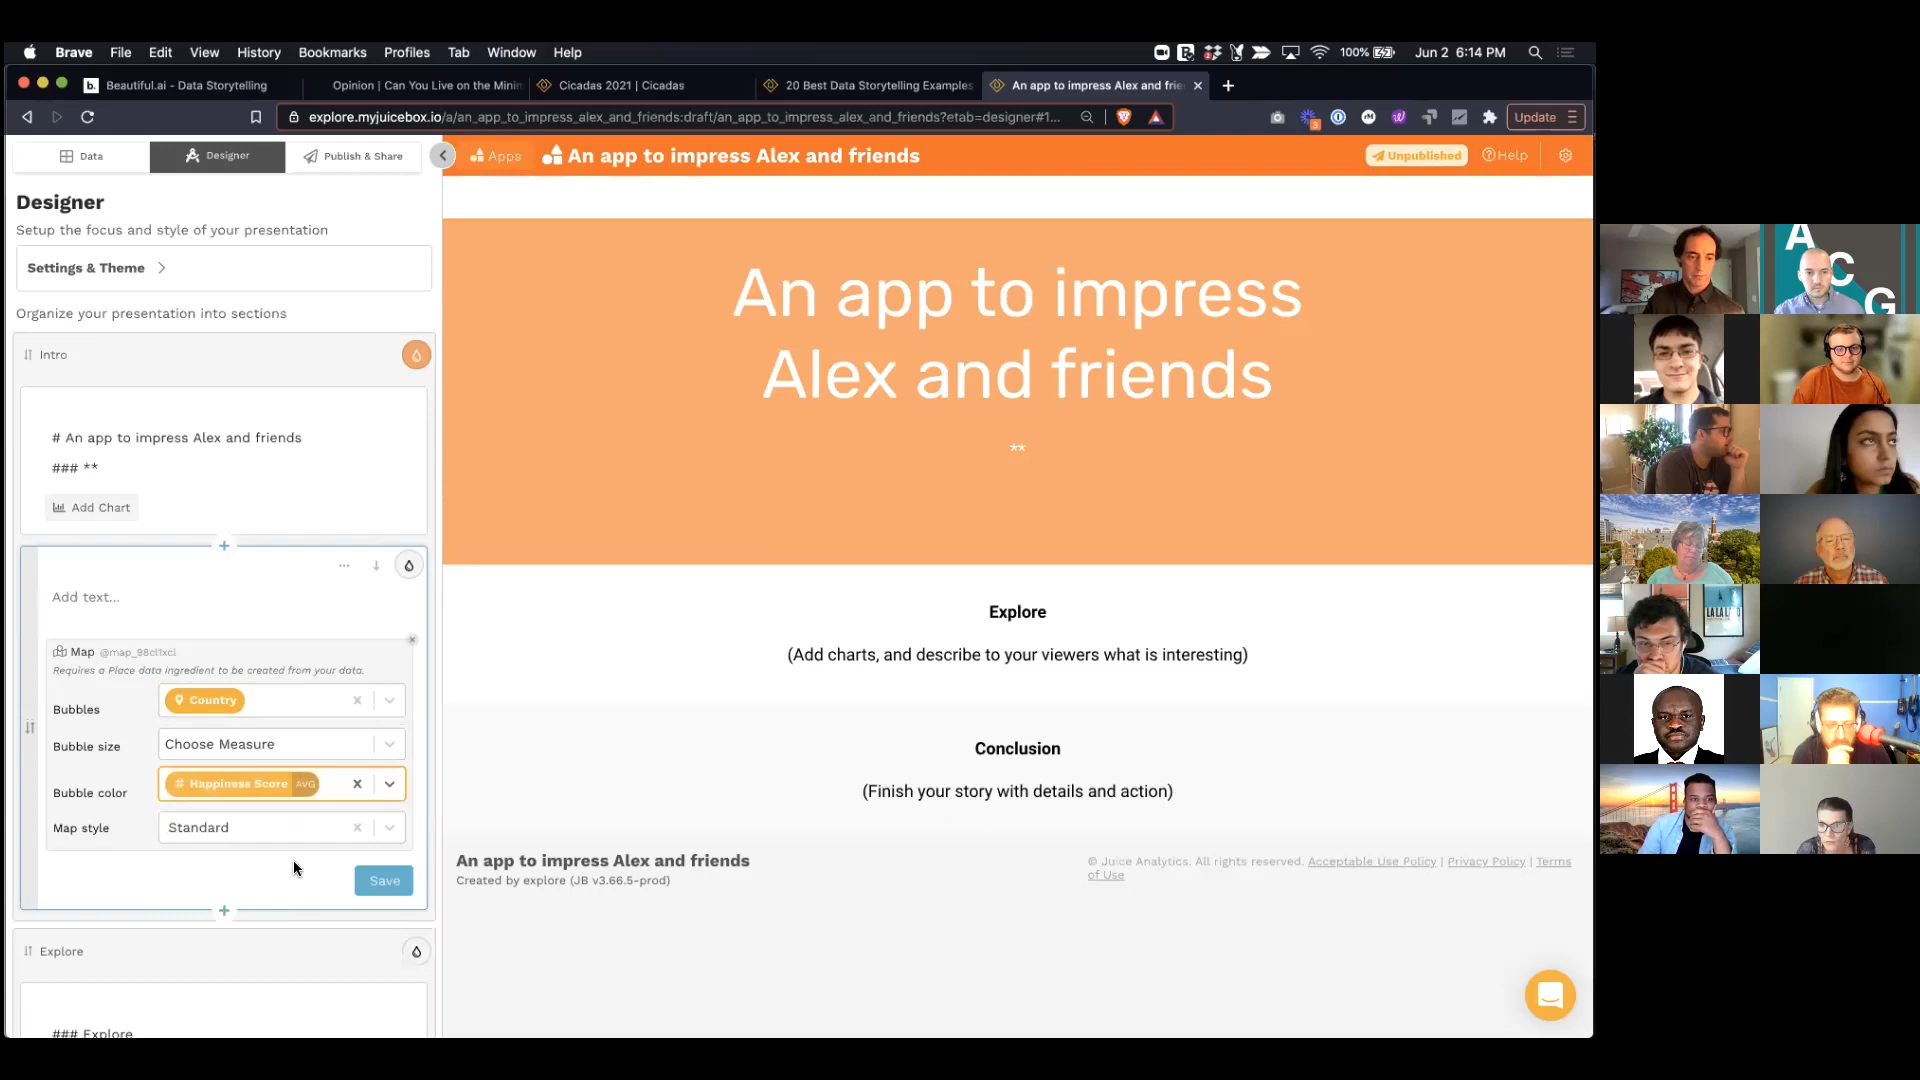 Brave File Edit View History Bookmarks Profiles Tab Window Help
100% Jun 2 6:14 PM
b. Beautiful.ai - Data Storytelling
Opinion | Can You Live on the Minim
Cicadas 2021 | Cicadas
20 Best Data Storytelling Examples
An app to impress Alex and frie
explore.myjuicebox.io/a/an_app_to_impress_alex_and_friends:draft/an_app_to_impress_alex_and_friends?etab=designer#1...
Update
Data
Designer
Publish & Share
Apps
An app to impress Alex and friends
Unpublished
Help
Designer
Setup the focus and style of your presentation
Settings & Theme
Organize your presentation into sections
Intro
# An app to impress Alex and friends
### **
Add Chart
Add text...
Map @map_98cl1xcl
Requires a Place data ingredient to be created from your data.
Bubbles
Country
Bubble size
Choose Measure
Bubble color
# Happiness Score AVG
Map style
Standard
Save
Explore
### Explore
An app to impress
Alex and friends
**
Explore
(Add charts, and describe to your viewers what is interesting)
Conclusion
(Finish your story with details and action)
An app to impress Alex and friends
Created by explore (JB v3.66.5-prod)
© Juice Analytics. All rights reserved. Acceptable Use Policy | Privacy Policy | Terms
of Use
A
C
G
LA LA LAND